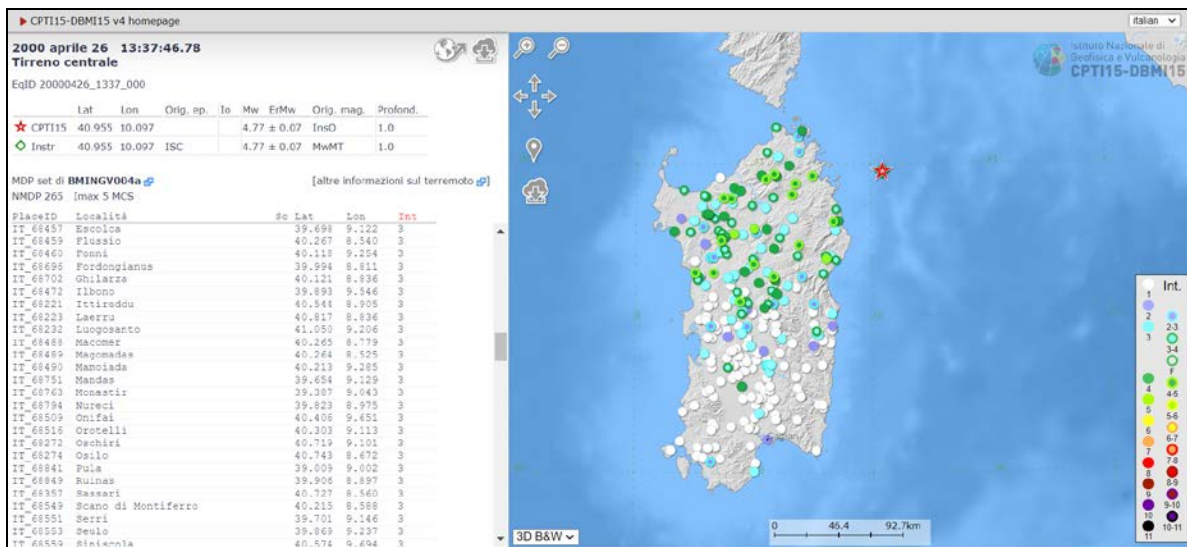 CPTI15-DBMI15 v4 homepage
italian
2000 aprile 26 13:37:46.78
Tirreno centrale
EqID 20000426_1337_000
Lat Lon Orig. ep. Io Mw ErMw Orig. mag. Profond.
CPTI15 40.955 10.097 4.77 ± 0.07 InsO 1.0
Instr 40.955 10.097 ISC 4.77 ± 0.07 MwMT 1.0
MDP set di BMINGV004a [altre informazioni sul terremoto]
NMDP 265 Imax 5 MCS
PlaceID Località Sc Lat Lon Int
IT_68457 Escolca 39.698 9.122 3
IT_68459 Flussio 40.267 8.540 3
IT_68460 Fonni 40.118 9.254 3
IT_68696 Fordongianus 39.994 8.811 3
IT_68702 Ghilarza 40.121 8.836 3
IT_68472 Ilbono 39.893 9.546 3
IT_68221 Ittireddu 40.544 8.905 3
IT_68223 Laerru 40.817 8.836 3
IT_68232 Luogosanto 41.050 9.206 3
IT_68488 Macomer 40.265 8.779 3
IT_68489 Magomadas 40.264 8.525 3
IT_68490 Mamoiada 40.213 9.285 3
IT_68751 Mandas 39.654 9.129 3
IT_68763 Monastir 39.387 9.043 3
IT_68794 Nureci 39.823 8.975 3
IT_68509 Onifai 40.406 9.651 3
IT_68516 Orotelli 40.303 9.113 3
IT_68272 Oschiri 40.719 9.101 3
IT_68274 Osilo 40.743 8.672 3
IT_68841 Pula 39.009 9.002 3
IT_68849 Ruinas 39.906 8.897 3
IT_68357 Sassari 40.727 8.560 3
IT_68549 Scano di Montiferro 40.215 8.588 3
IT_68551 Serri 39.701 9.146 3
IT_68553 Seulo 39.869 9.237 3
IT_68559 Siniscola 40.574 9.694 3
Istituto Nazionale di
Geofisica e Vulcanologia
CPTI15-DBMI15
Int.
1
2
2-3
3
3-4
F
4
4-5
5
5-6
6
6-7
7
7-8
8
8-9
9
9-10
10
10-11
11
0 46.4 92.7km
3D B&W